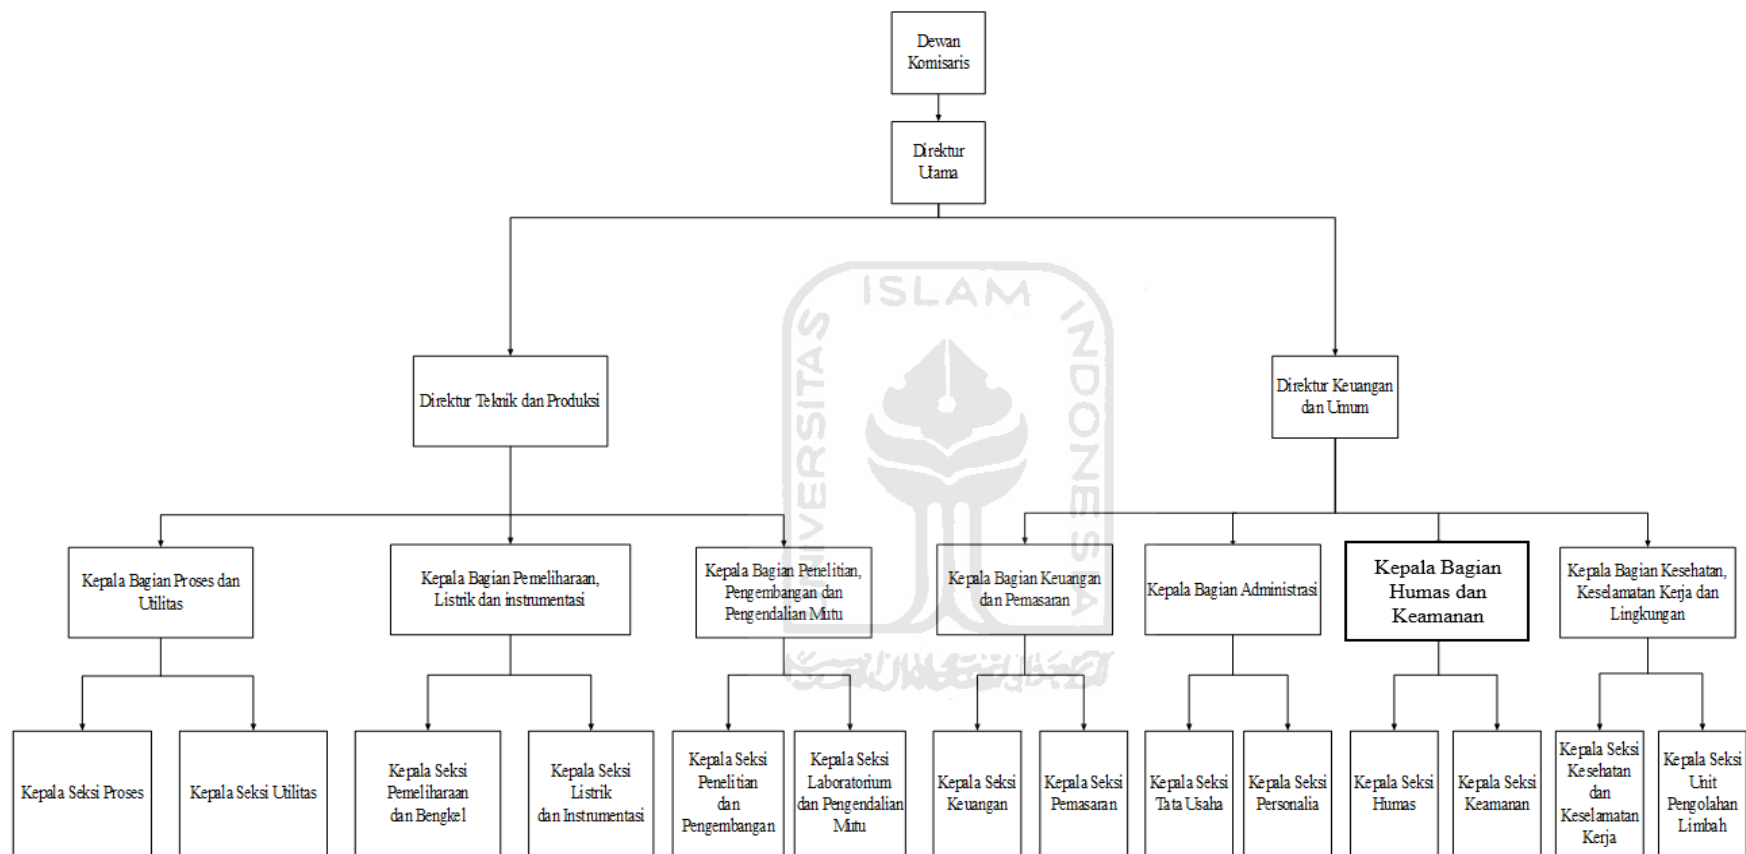 Dewan
Komisaris
Direktur
Utama
ISLAM
UNIVERSITAS
INDONESIA
Direktur Teknik dan Produksi
Direktur Keuangan
dan Umum
Kepala Bagian Proses dan
Utilitas
Kepala Bagian Pemeliharaan,
Listrik dan instrumentasi
Kepala Bagian Penelitian,
Pengembangan dan
Pengendalian Mutu
Kepala Bagian Keuangan
dan Pemasaran
Kepala Bagian Administrasi
Kepala Bagian
Humas dan
Keamanan
Kepala Bagian Kesehatan,
Keselamatan Kerja dan
Lingkungan
Kepala Seksi Proses
Kepala Seksi Utilitas
Kepala Seksi
Pemeliharaan
dan Bengkel
Kepala Seksi
Listrik
dan Instrumentasi
Kepala Seksi
Penelitian
dan
Pengembangan
Kepala Seksi
Laboratorium
dan Pengendalian
Mutu
Kepala Seksi
Keuangan
Kepala Seksi
Pemasaran
Kepala Seksi
Tata Usaha
Kepala Seksi
Personalia
Kepala Seksi
Humas
Kepala Seksi
Keamanan
Kepala Seksi
Kesehatan
dan
Keselamatan
Kerja
Kepala Seksi
Unit
Pengolahan
Limbah